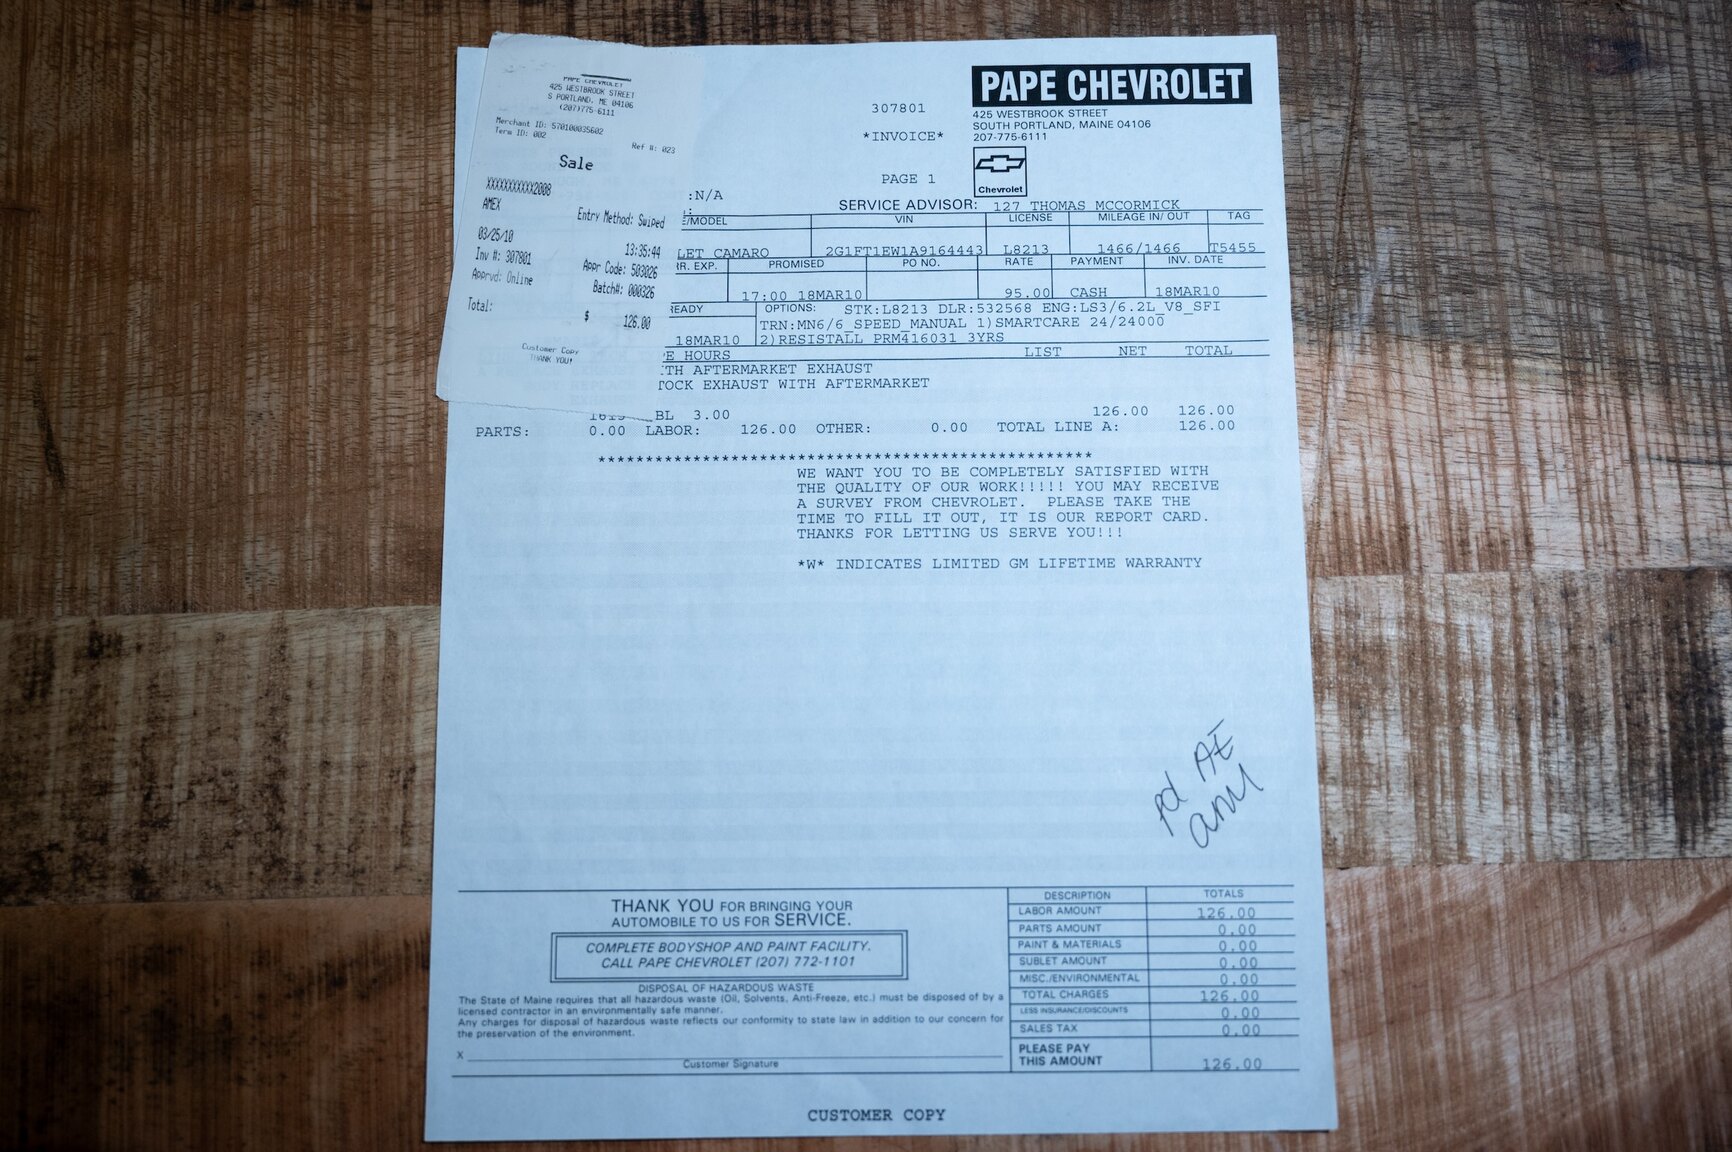 PAPE CHEVROLET
425 WESTBROOK STREET
S PORTLAND, ME 04106
(207)775-6111
Merchant ID: 570100035602
Term ID: 002
Ref #: 023
Sale
XXXXXXXXXXX2008
AMEX
Entry Method: Swiped
03/25/10
13:35:44
Inv #: 307801
Appr Code: 503026
Apprvd: Online
Batch#: 000326
Total:
$ 126.00
Customer Copy
THANK YOU!
307801
*INVOICE*
PAGE 1
PAPE CHEVROLET
425 WESTBROOK STREET
SOUTH PORTLAND, MAINE 04106
207-775-6111
Chevrolet
:N/A
SERVICE ADVISOR: 127 THOMAS MCCORMICK
E/MODEL VIN LICENSE MILEAGE IN/ OUT TAG
LET CAMARO 2G1FT1EW1A9164443 L8213 1466/1466 T5455
R. EXP. PROMISED PO NO. RATE PAYMENT INV. DATE
17:00 18MAR10 95.00 CASH 18MAR10
READY OPTIONS: STK:L8213 DLR:532568 ENG:LS3/6.2L_V8_SFI
TRN:MN6/6_SPEED_MANUAL 1)SMARTCARE 24/24000
18MAR10 2)RESISTALL PRM416031 3YRS
E HOURS LIST NET TOTAL
TH AFTERMARKET EXHAUST
TOCK EXHAUST WITH AFTERMARKET
BL 3.00 126.00 126.00
PARTS: 0.00 LABOR: 126.00 OTHER: 0.00 TOTAL LINE A: 126.00
****************************************************
WE WANT YOU TO BE COMPLETELY SATISFIED WITH
THE QUALITY OF OUR WORK!!!!! YOU MAY RECEIVE
A SURVEY FROM CHEVROLET. PLEASE TAKE THE
TIME TO FILL IT OUT, IT IS OUR REPORT CARD.
THANKS FOR LETTING US SERVE YOU!!!
*W* INDICATES LIMITED GM LIFETIME WARRANTY
pd AE
THANK YOU FOR BRINGING YOUR
AUTOMOBILE TO US FOR SERVICE.
COMPLETE BODYSHOP AND PAINT FACILITY.
CALL PAPE CHEVROLET (207) 772-1101
DISPOSAL OF HAZARDOUS WASTE
The State of Maine requires that all hazardous waste (Oil, Solvents, Anti-Freeze, etc.) must be disposed of by a
licensed contractor in an environmentally safe manner.
Any charges for disposal of hazardous waste reflects our conformity to state law in addition to our concern for
the preservation of the environment.
X
Customer Signature
DESCRIPTION TOTALS
LABOR AMOUNT 126.00
PARTS AMOUNT 0.00
PAINT & MATERIALS 0.00
SUBLET AMOUNT 0.00
MISC./ENVIRONMENTAL 0.00
TOTAL CHARGES 126.00
LESS INSURANCE/DISCOUNTS 0.00
SALES TAX 0.00
PLEASE PAY
THIS AMOUNT 126.00
CUSTOMER COPY